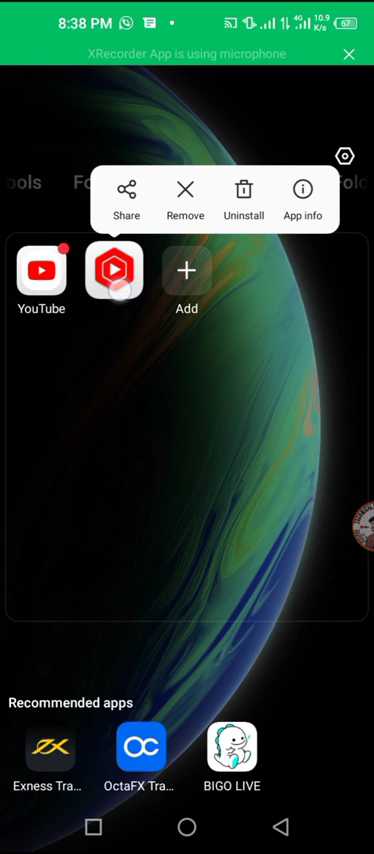 8:38 PM
4G 10.9 K/s 67
XRecorder App is using microphone
ools Fo Fold
Share Remove Uninstall App info
YouTube Add
Recommended apps
Exness Tra... OctaFX Tra... BIGO LIVE